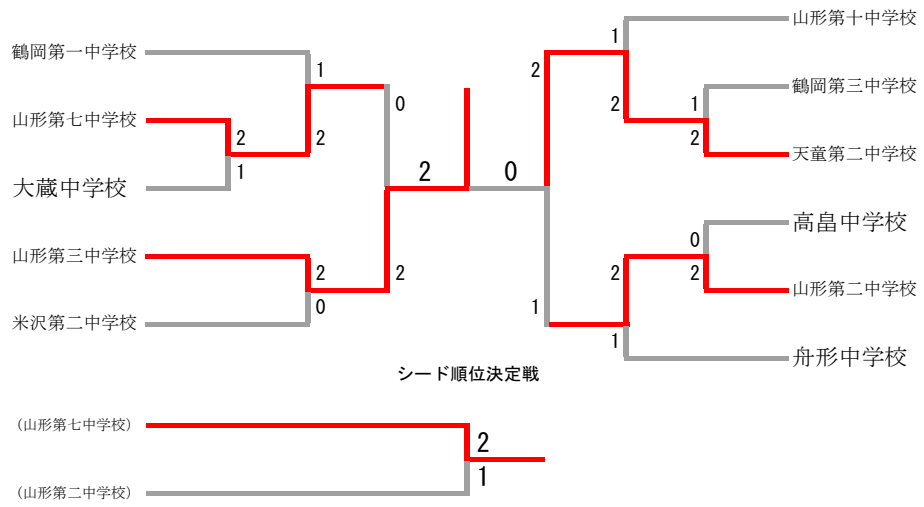 鶴岡第一中学校
1
0
山形第七中学校
2
2
1
大蔵中学校
2
0
山形第三中学校
2
2
0
米沢第二中学校
山形第十中学校
1
2
鶴岡第三中学校
2
1
2
天童第二中学校
高畠中学校
0
2
2
山形第二中学校
1
1
舟形中学校
シード順位決定戦
(山形第七中学校)
2
1
(山形第二中学校)